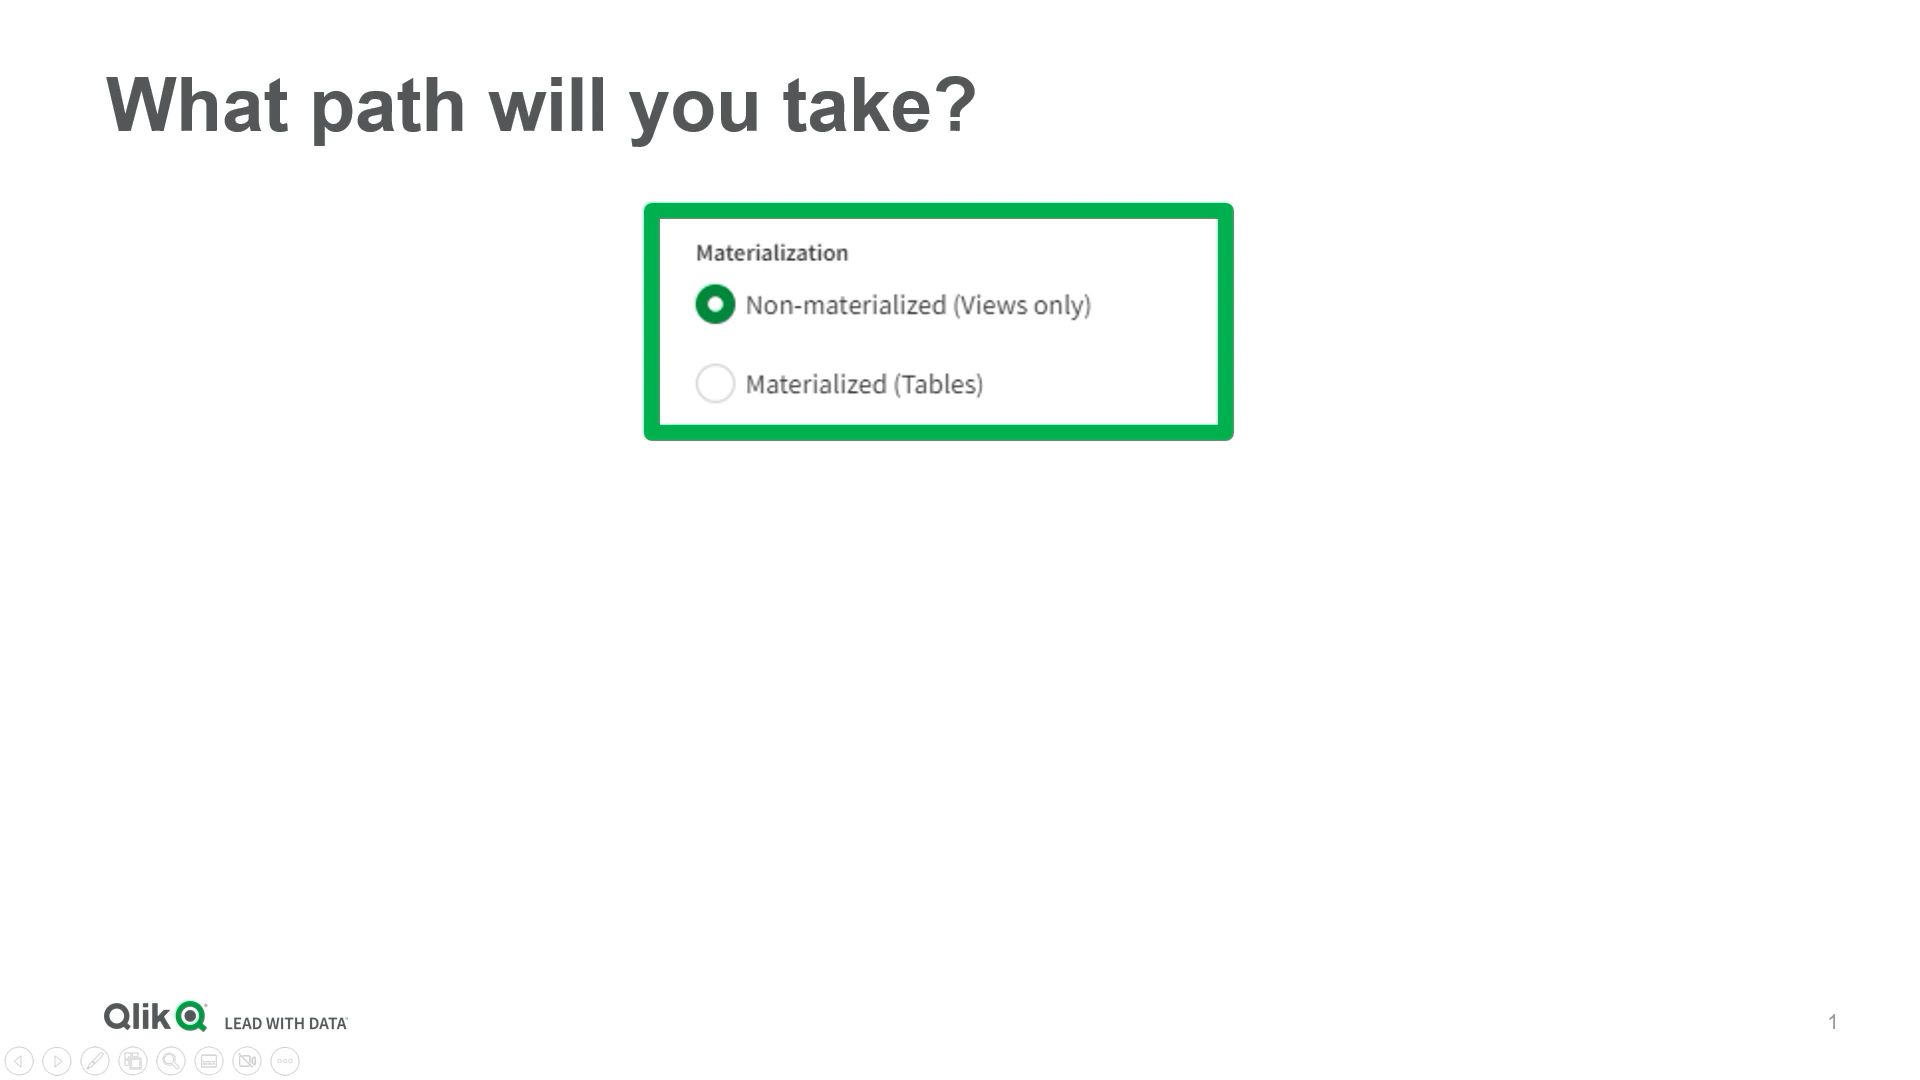 What path will you take?
Materialization
Non-materialized (Views only)
Materialized (Tables)
Qlik LEAD WITH DATA
1